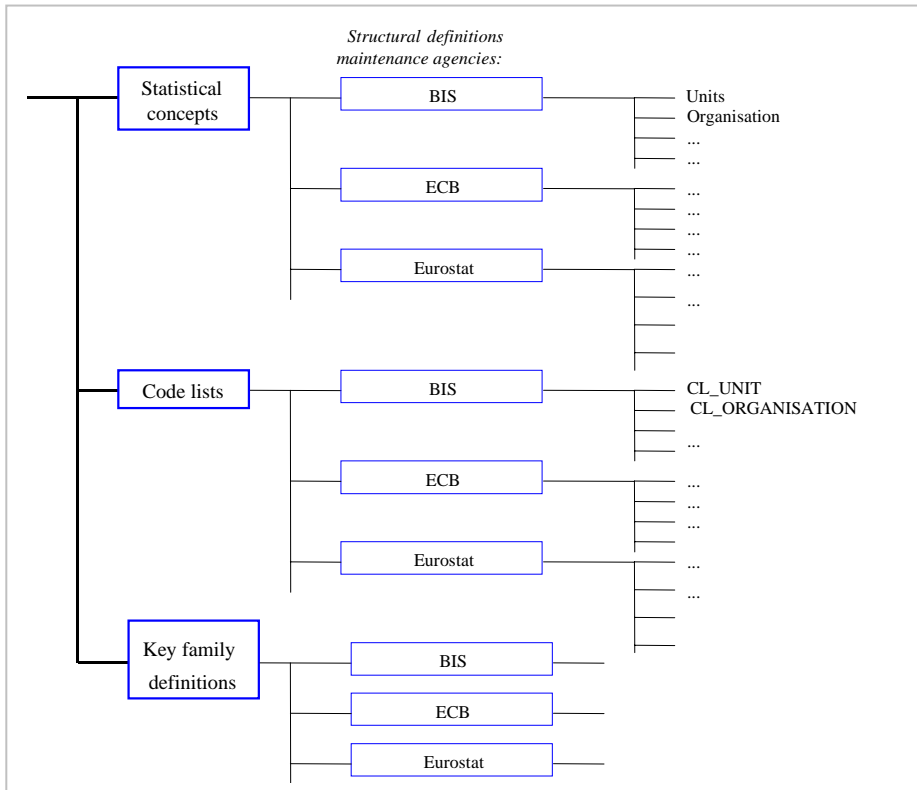 Structural definitions
maintenance agencies:
Statistical
concepts
BIS
Units
Organisation
...
...
ECB
...
...
...
...
Eurostat
...
...
Code lists
BIS
CL_UNIT
CL_ORGANISATION
...
ECB
...
...
...
Eurostat
...
...
Key family
definitions
BIS
ECB
Eurostat